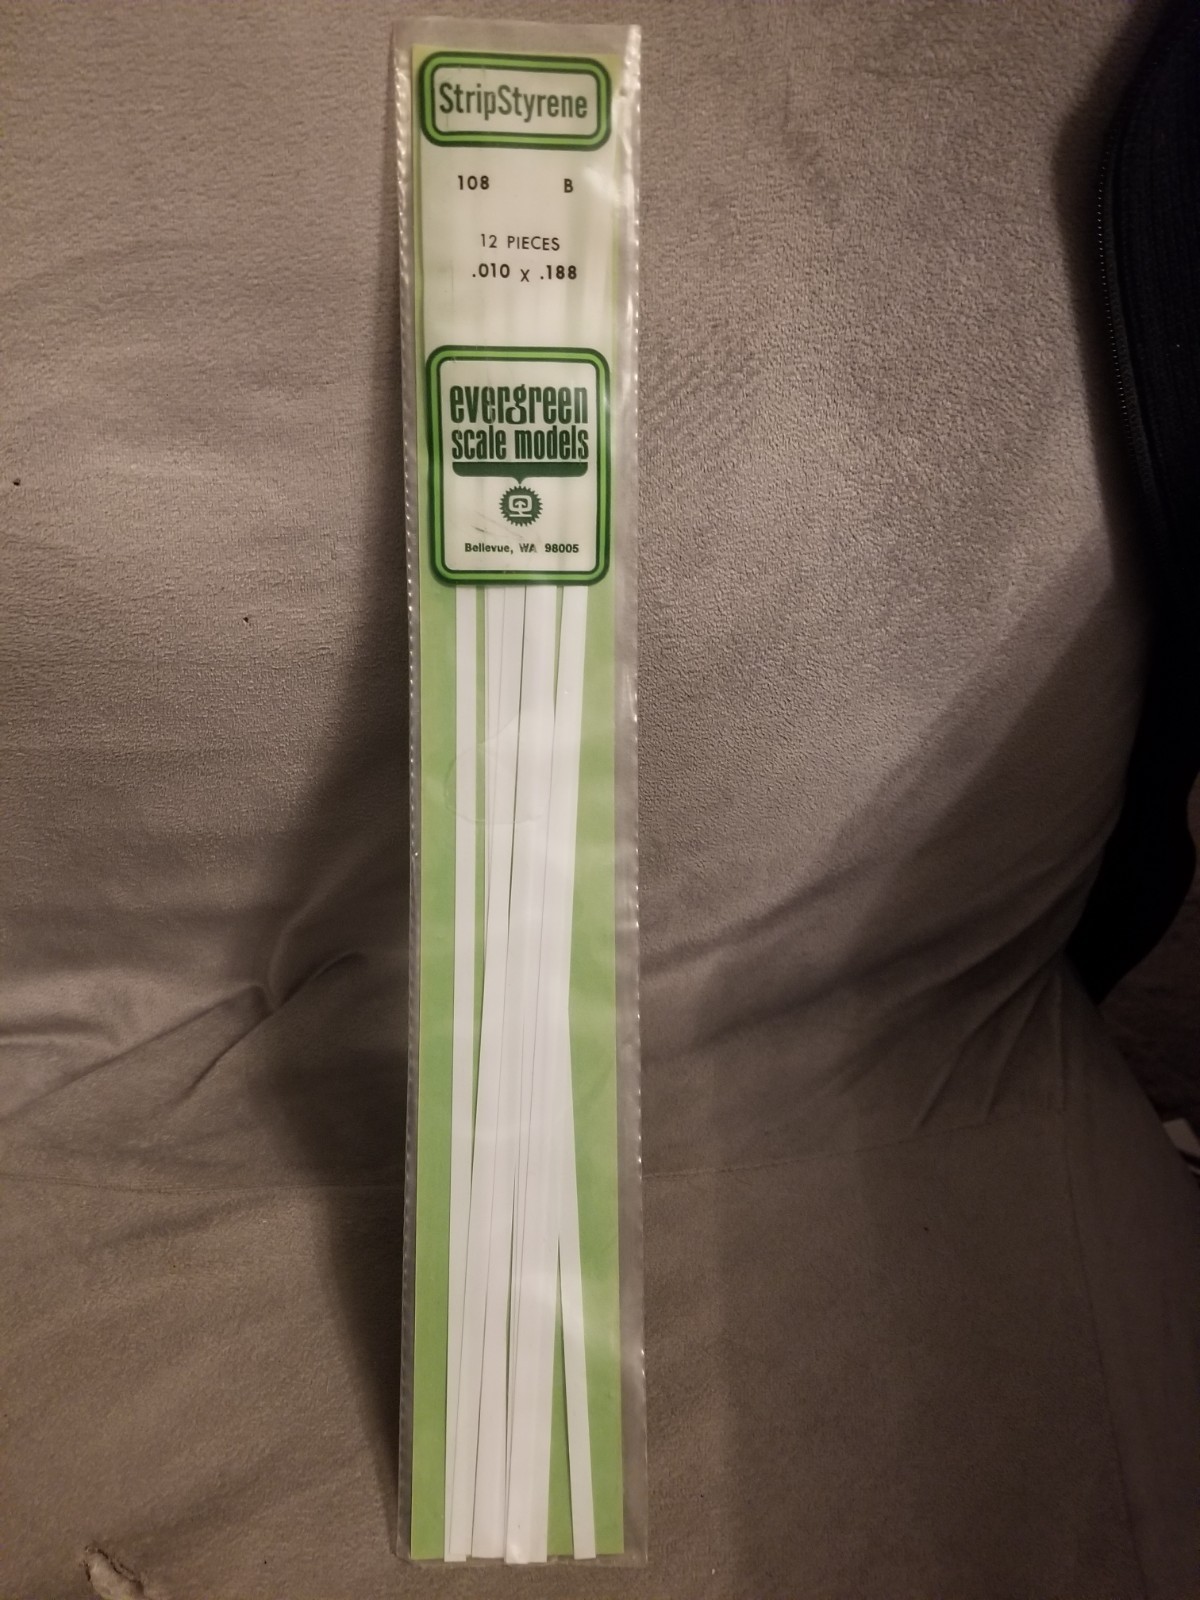 StripStyrene
108 B
12 PIECES
.010 x .188
evergreen
scale models
Bellevue, WA 98005